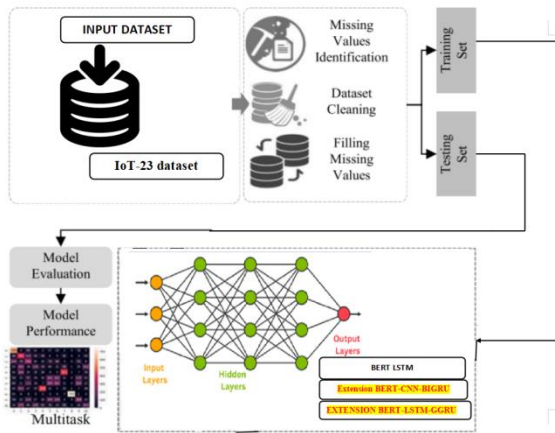 INPUT DATASET
IoT-23 dataset
Missing
Values
Identification
Dataset
Cleaning
Filling
Missing
Values
Training
Set
Testing
Set
Model
Evaluation
Model
Performance
Multitask
Input
Layers
Hidden
Layers
Output
Layers
BERT LSTM
Extension BERT-CNN-BIGRU
EXTENSION BERT-LSTM-GGRU